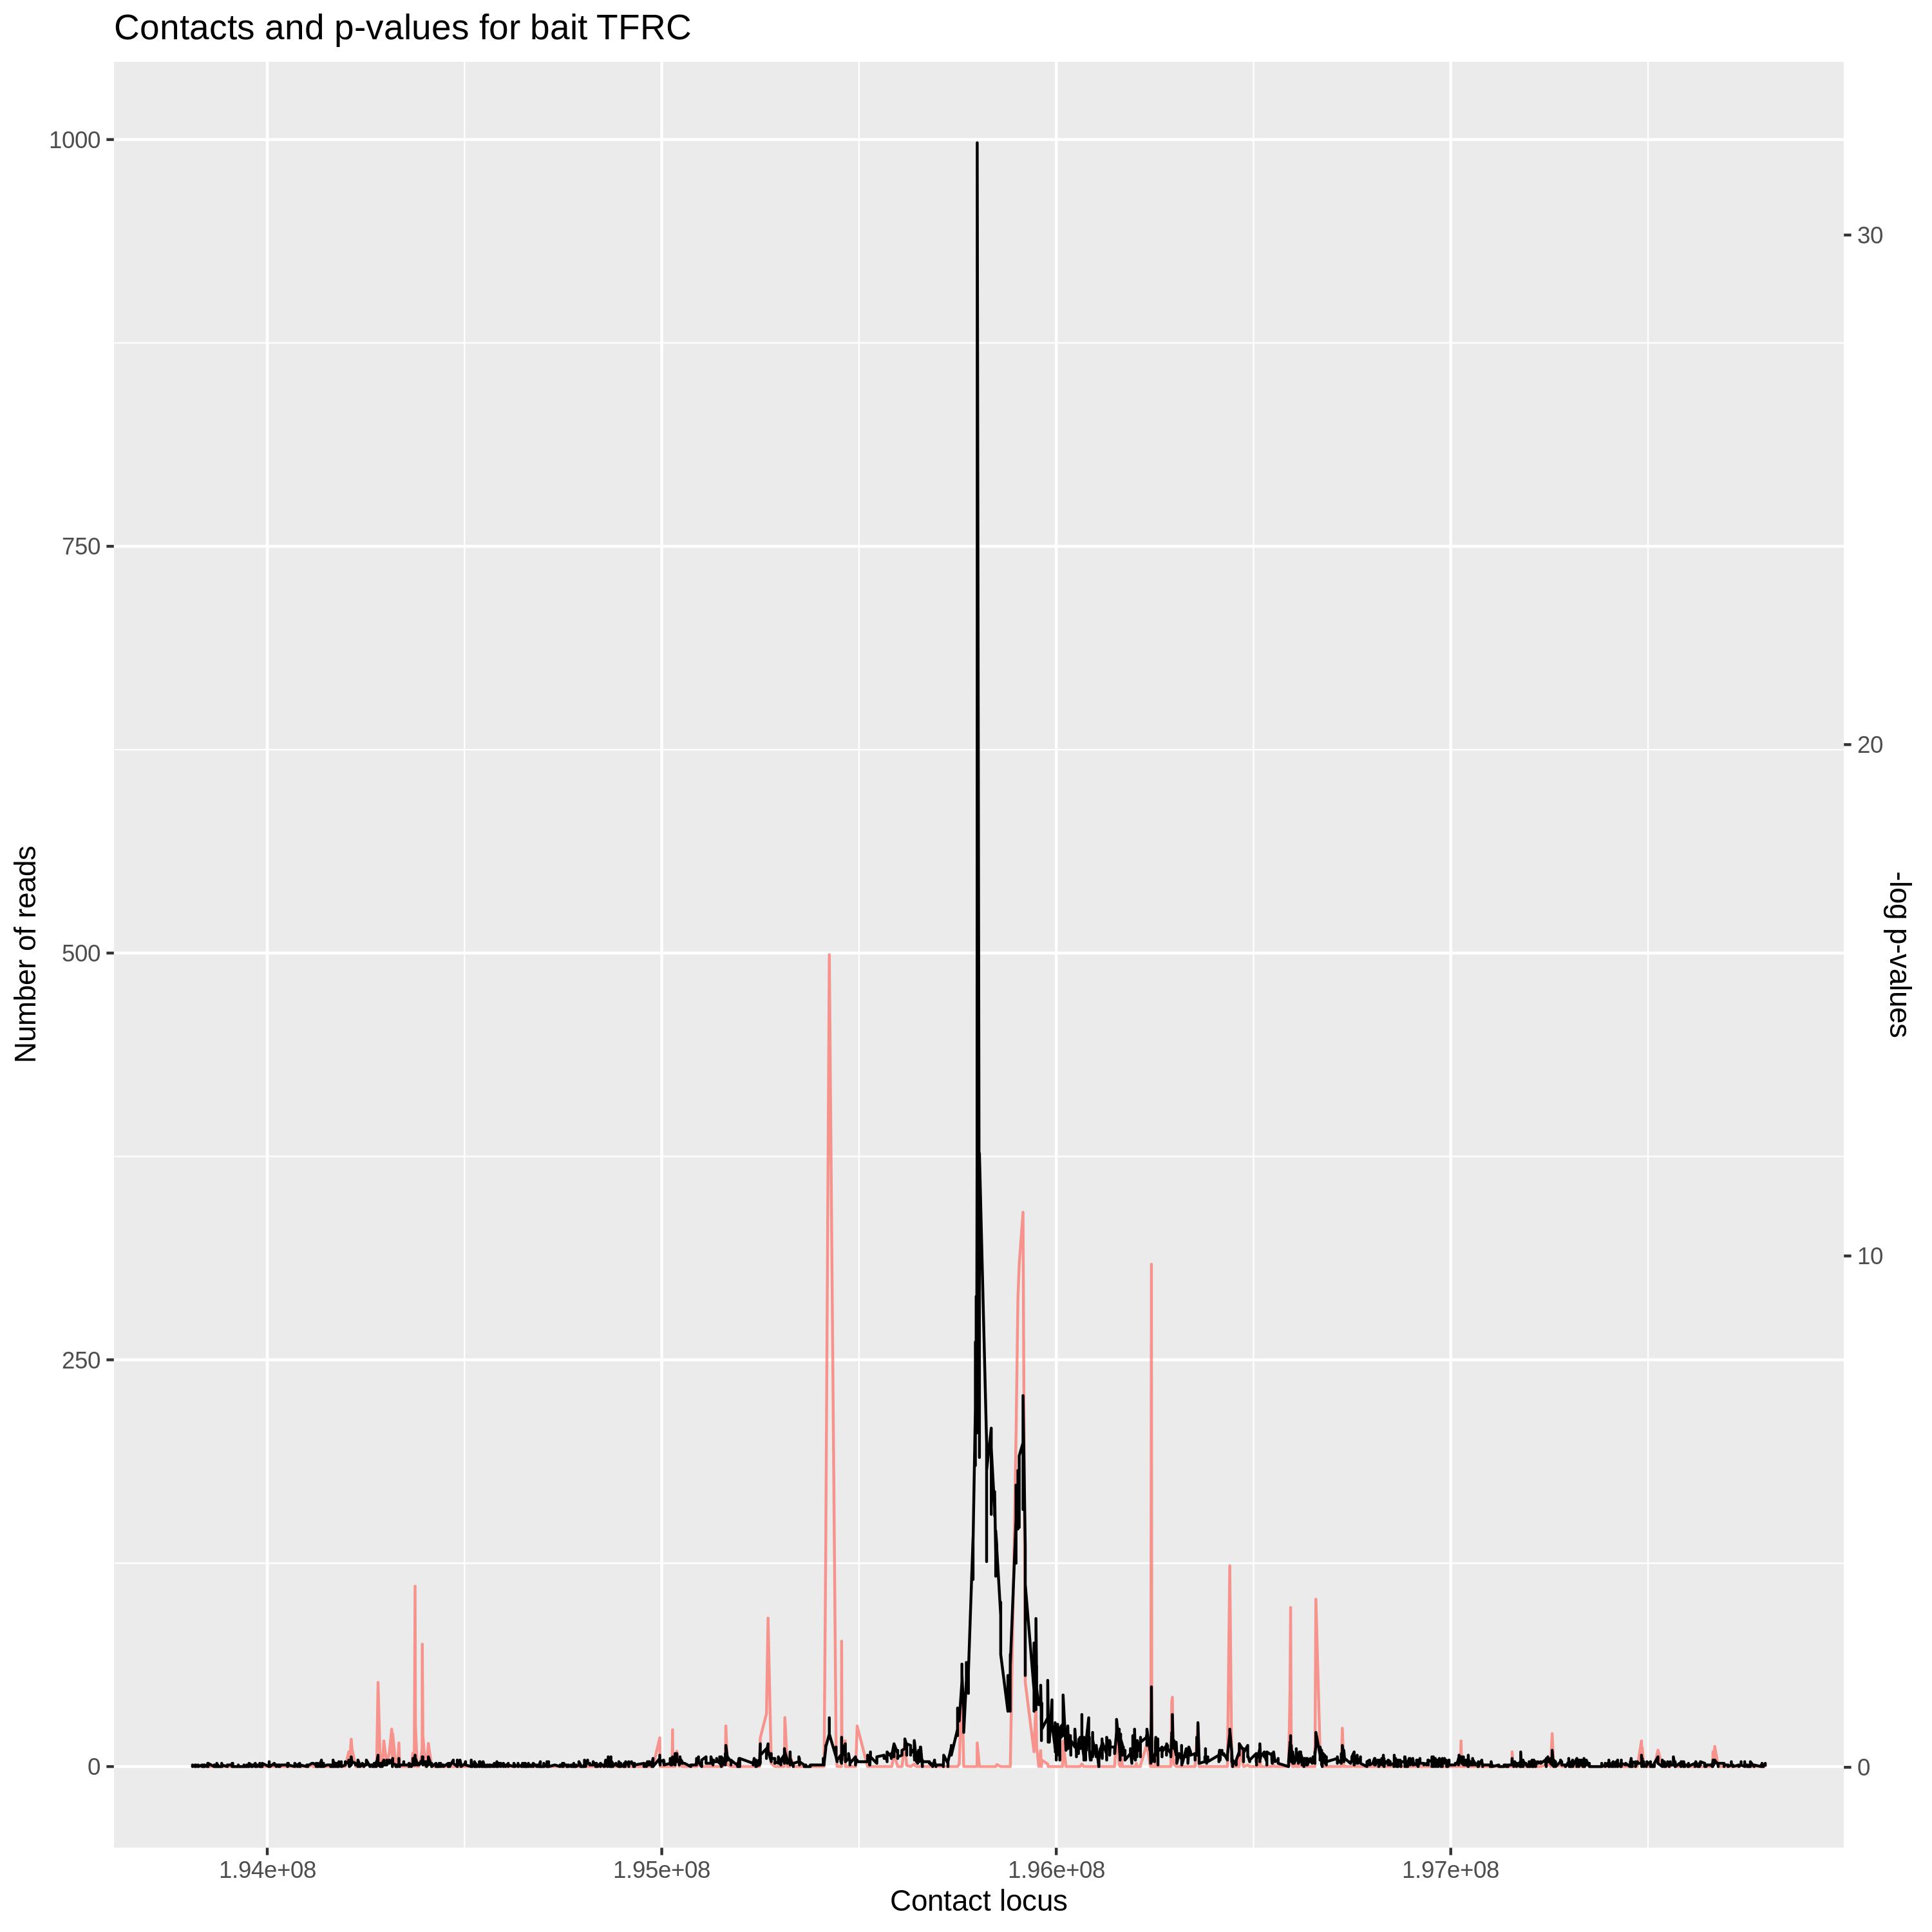 Contacts and p-values for bait TFRC
1000
750
500
250
0
Number of reads
30
20
10
0
-log p-values
1.94e+08
1.95e+08
1.96e+08
1.97e+08
Contact locus